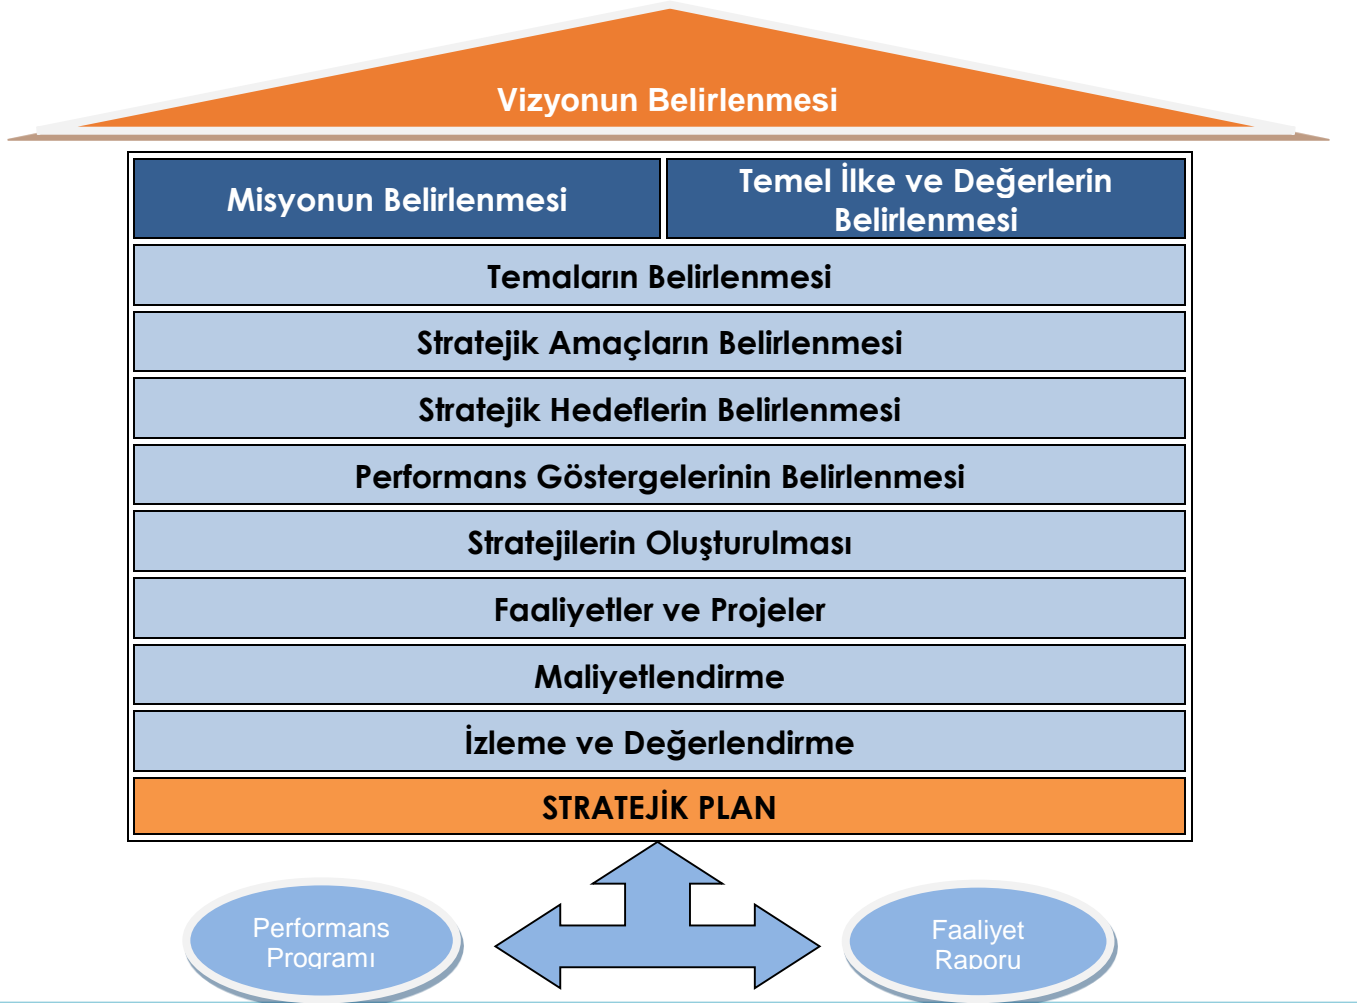 Vizyonun Belirlenmesi
Misyonun Belirlenmesi
Temel İlke ve Değerlerin
Belirlenmesi
Temaların Belirlenmesi
Stratejik Amaçların Belirlenmesi
Stratejik Hedeflerin Belirlenmesi
Performans Göstergelerinin Belirlenmesi
Stratejilerin Oluşturulması
Faaliyetler ve Projeler
Maliyetlendirme
İzleme ve Değerlendirme
STRATEJİK PLAN
Performans
Programı
Faaliyet
Raporu